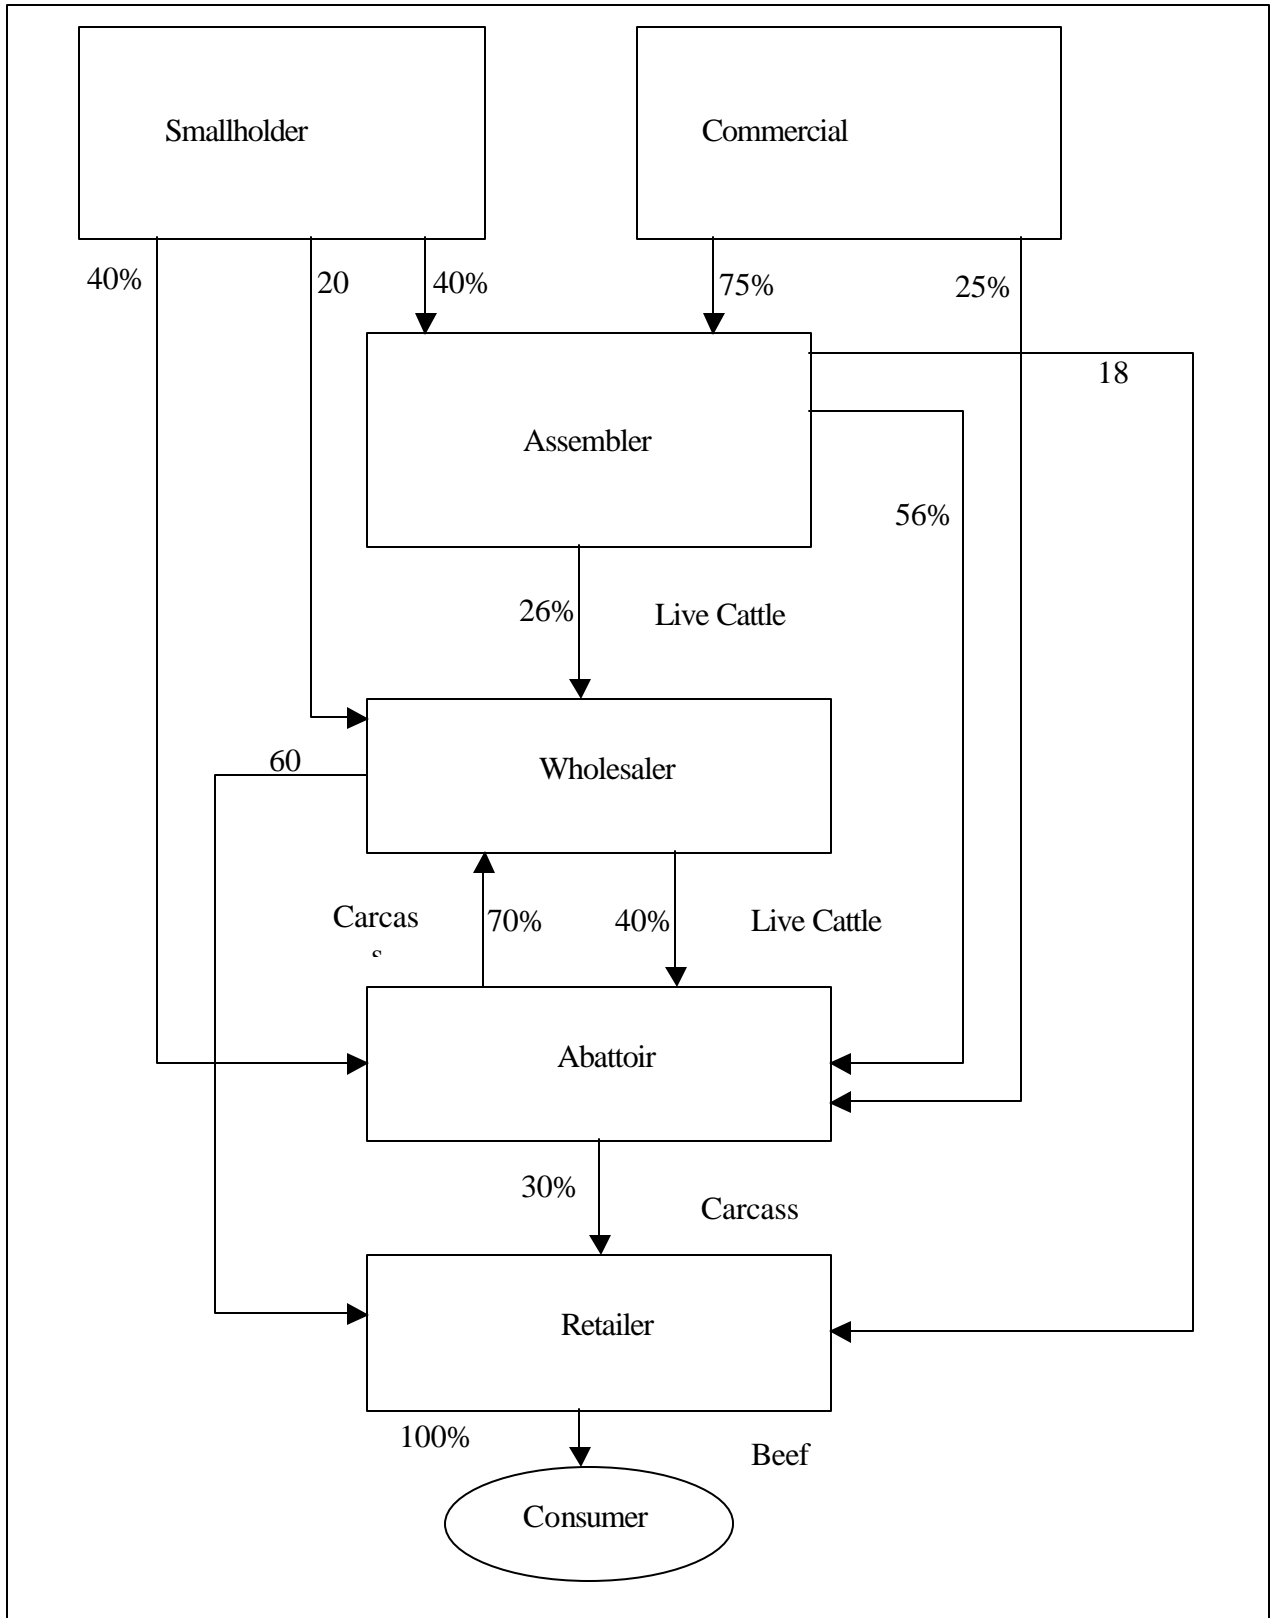 Smallholder
Commercial
40%
20
40%
75%
25%
18
Assembler
56%
26%
Live Cattle
60
Wholesaler
Carcas
s
70%
40%
Live Cattle
Abattoir
30%
Carcass
Retailer
100%
Beef
Consumer